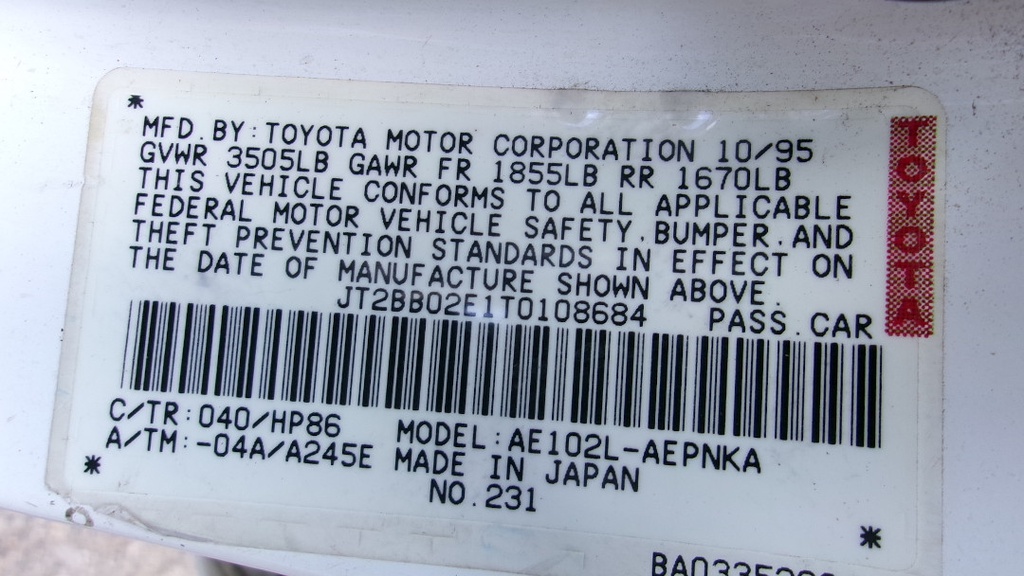 *
MFD. BY: TOYOTA MOTOR CORPORATION 10/95
GVWR 3505LB GAWR FR 1855LB RR 1670LB
THIS VEHICLE CONFORMS TO ALL APPLICABLE
FEDERAL MOTOR VEHICLE SAFETY, BUMPER, AND
THEFT PREVENTION STANDARDS IN EFFECT ON
THE DATE OF MANUFACTURE SHOWN ABOVE.
JT2BB02E1T0108684 PASS. CAR
TOYOTA
C/TR: 040/HP86 MODEL: AE102L-AEPNKA
A/TM: -04A/A245E MADE IN JAPAN
* NO. 231 *